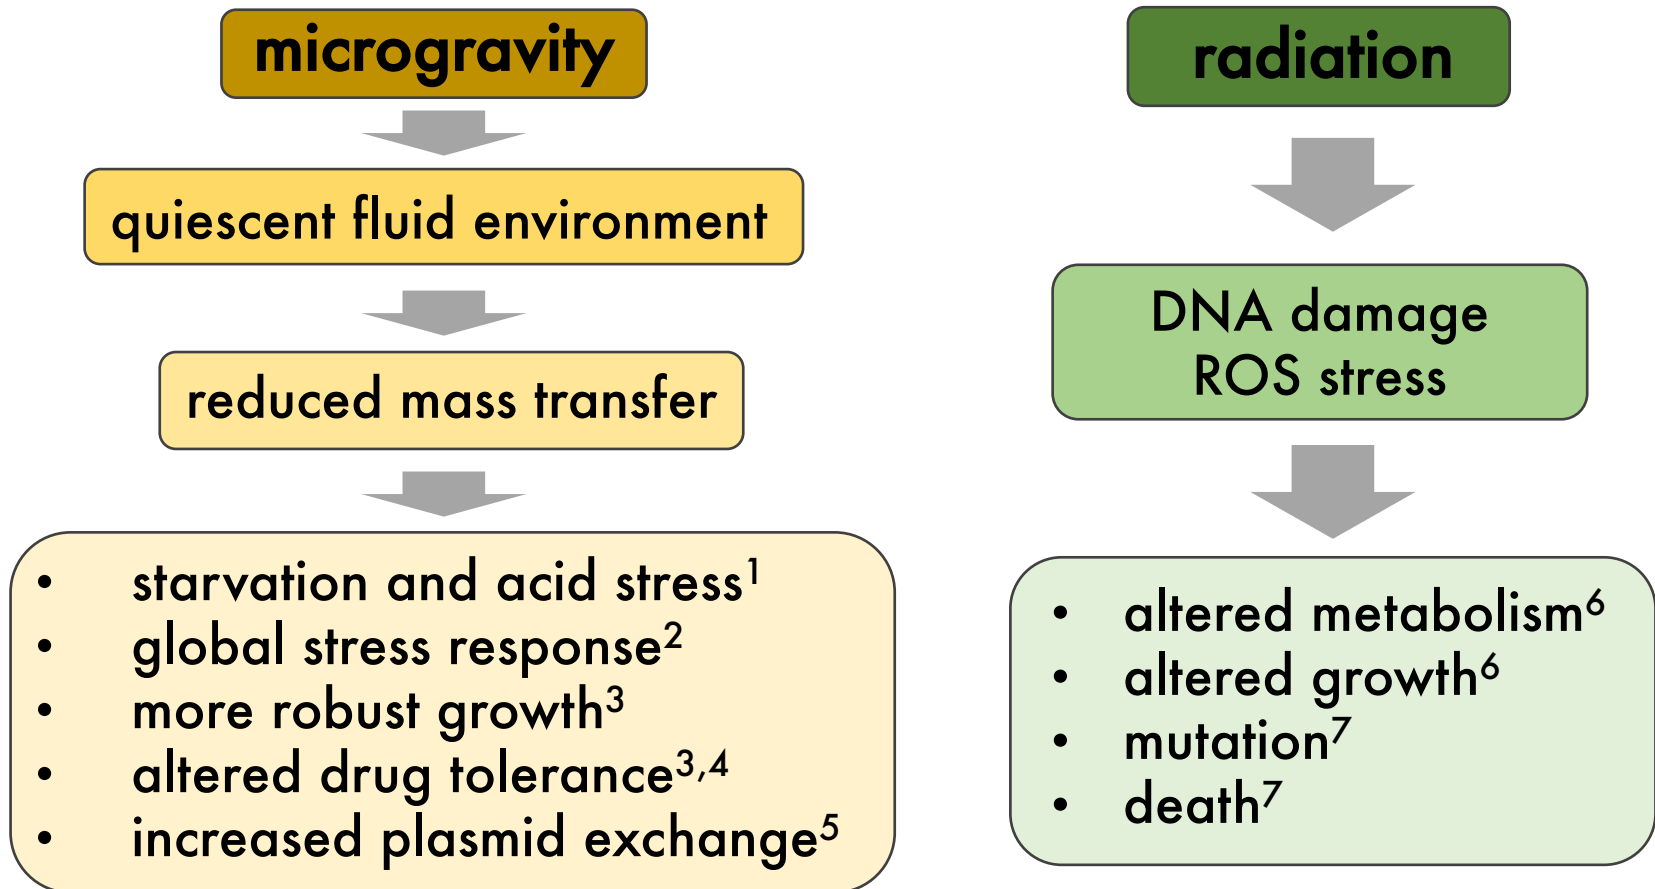 microgravity
quiescent fluid environment
reduced mass transfer
• starvation and acid stress¹
• global stress response²
• more robust growth³
• altered drug tolerance³,⁴
• increased plasmid exchange⁵
radiation
DNA damage
ROS stress
• altered metabolism⁶
• altered growth⁶
• mutation⁷
• death⁷